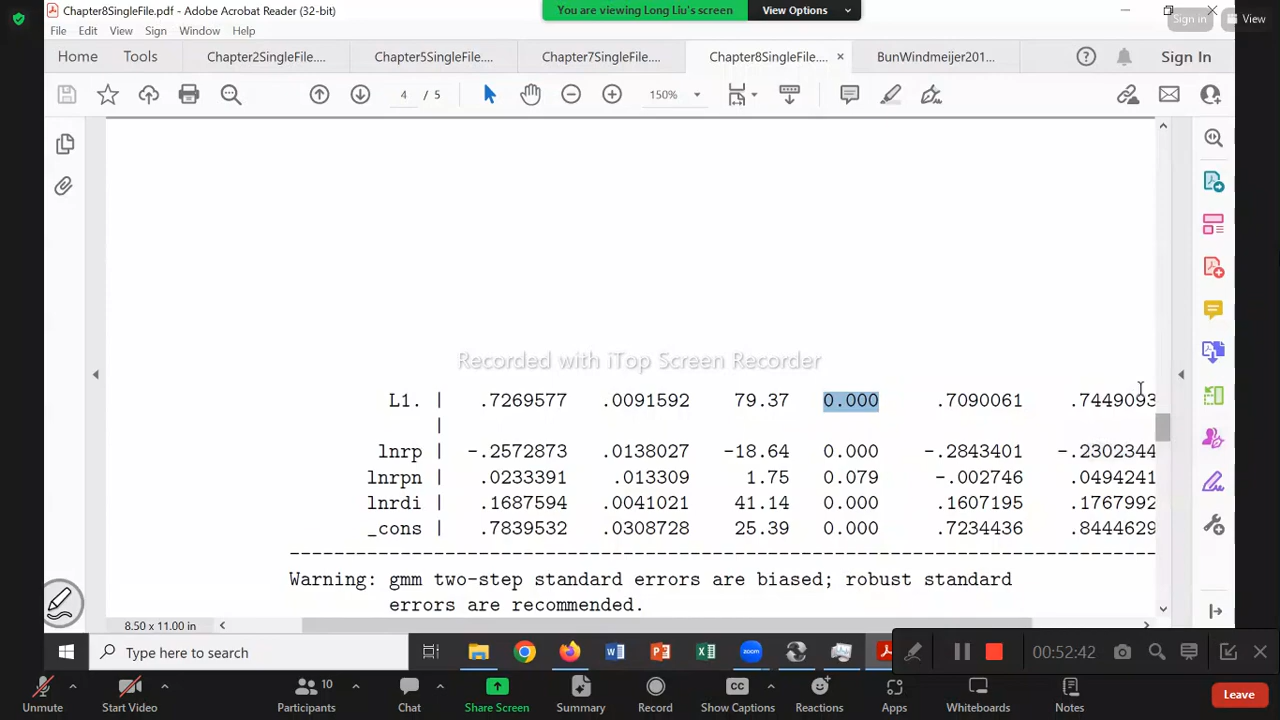 Chapter8SingleFile.pdf - Adobe Acrobat Reader (32-bit)
You are viewing Long Liu's screen
View Options
Sign in
View
File Edit View Sign Window Help
Home Tools Chapter2SingleFile.... Chapter5SingleFile.... Chapter7SingleFile.... Chapter8SingleFile.... × BunWindmeijer201... Sign In
4 / 5
150%
Recorded with iTop Screen Recorder
L1. | .7269577 .0091592 79.37 0.000 .7090061 .7449093
|
lnrp | -.2572873 .0138027 -18.64 0.000 -.2843401 -.2302344
lnrpn | .0233391 .013309 1.75 0.079 -.002746 .0494241
lnrdi | .1687594 .0041021 41.14 0.000 .1607195 .1767992
_cons | .7839532 .0308728 25.39 0.000 .7234436 .8444629
------------------------------------------------------------------------------
Warning: gmm two-step standard errors are biased; robust standard
errors are recommended.
8.50 x 11.00 in
Type here to search
00:52:42
10
Unmute Start Video Participants Chat Share Screen Summary Record Show Captions Reactions Apps Whiteboards Notes Leave